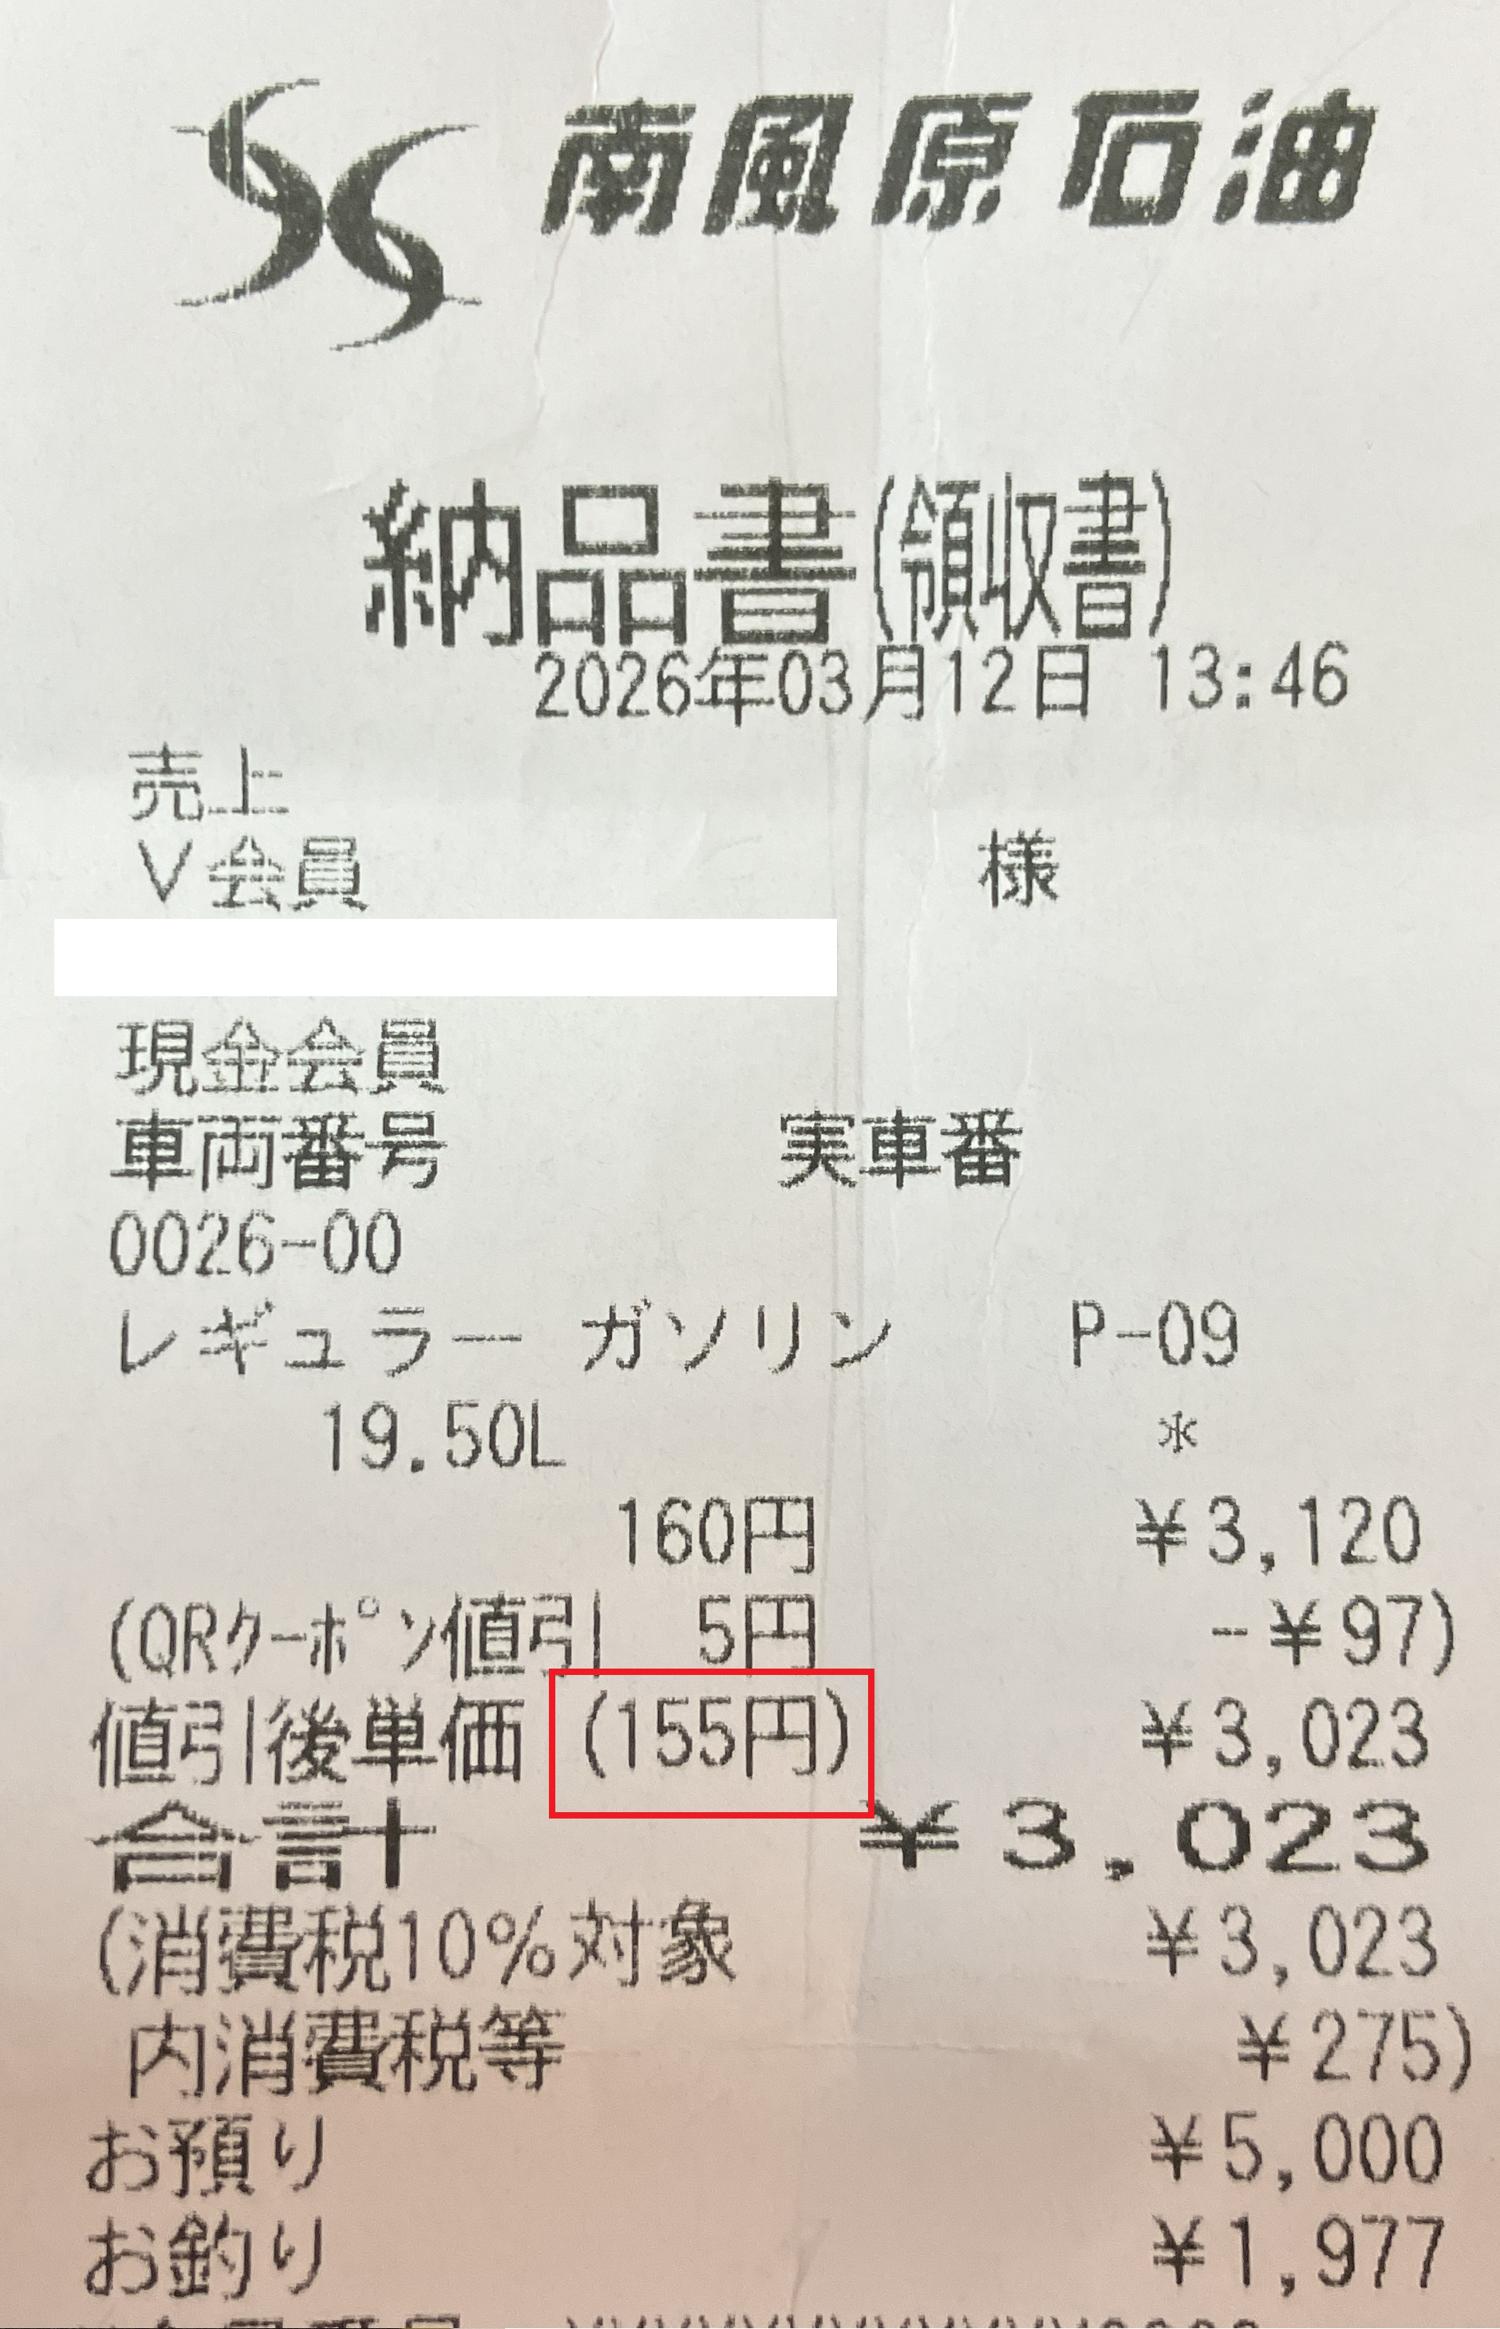 南風原石油
納品書(領収書)
2026年03月12日 13:46
売上
V会員 様
現金会員
車両番号 実車番
0026-00
レギュラー ガソリン P-09
19.50L *
160円 ¥3,120
(QRクーポン値引 5円 -¥97)
値引後単価 (155円) ¥3,023
合計 ¥3,023
(消費税10%対象 ¥3,023
内消費税等 ¥275)
お預り ¥5,000
お釣り ¥1,977